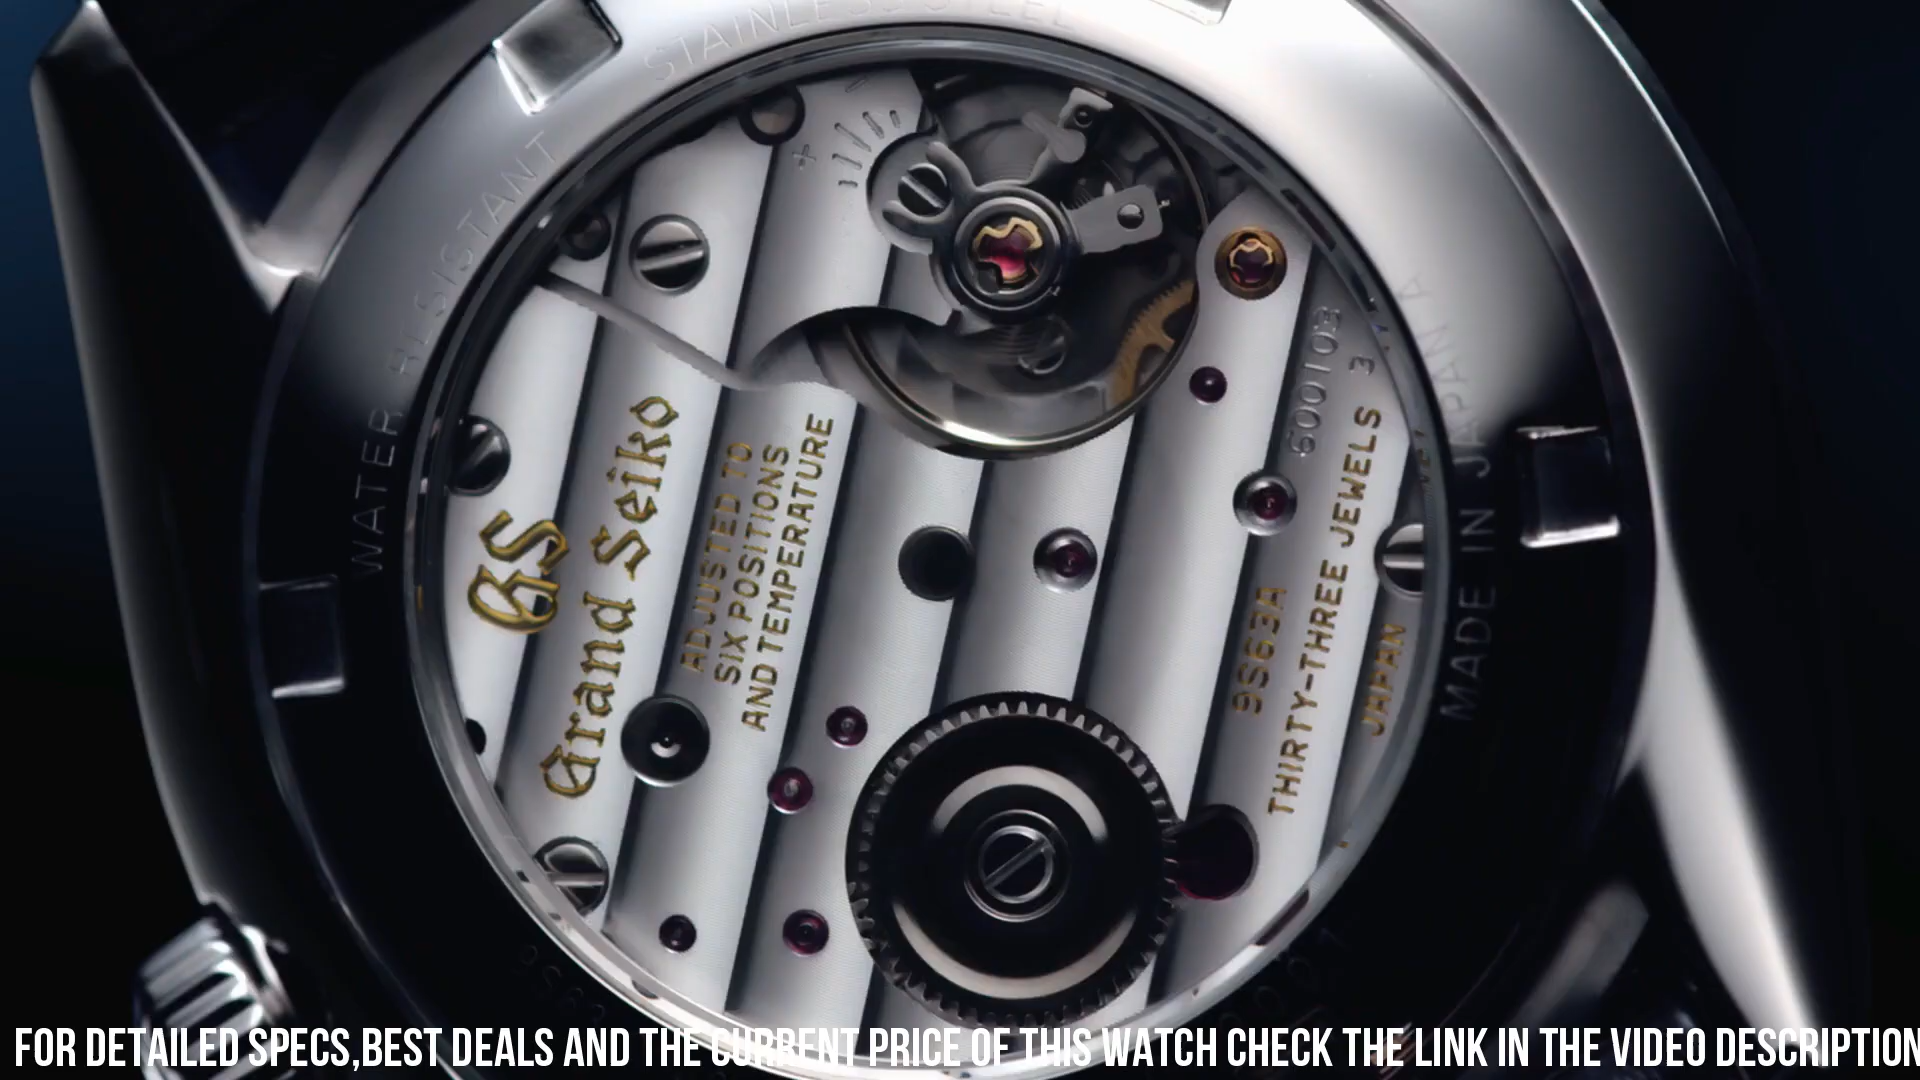 STAINLESS STEEL
WATER RESISTANT
+
-
GS
Grand Seiko
ADJUSTED TO
SIX POSITIONS
AND TEMPERATURE
600103
3
9S63A
THIRTY-THREE JEWELS
JAPAN
MADE IN JAPAN A
FOR DETAILED SPECS,BEST DEALS AND THE CURRENT PRICE OF THIS WATCH CHECK THE LINK IN THE VIDEO DESCRIPTION